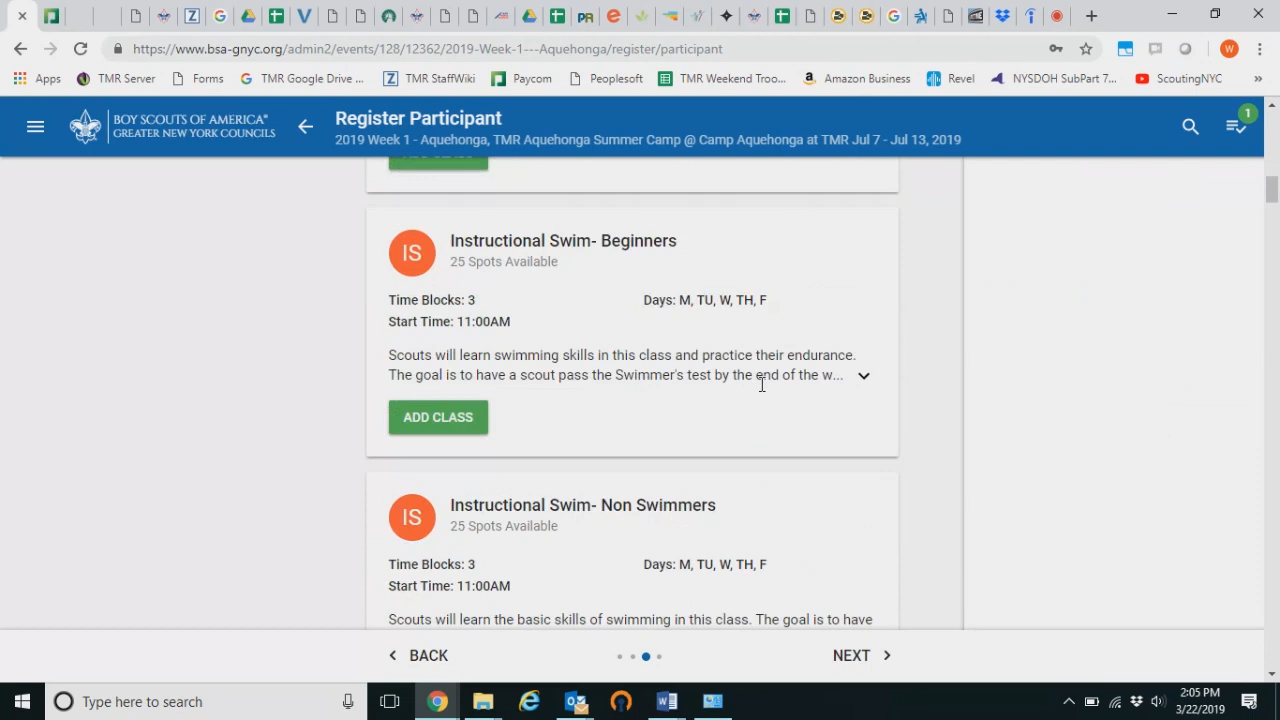 https://www.bsa-gnyc.org/admin2/events/128/12362/2019-Week-1---Aquehonga/register/participant
W
Apps
TMR Server
Forms
TMR Google Drive ...
TMR StaffWiki
Paycom
Peoplesoft
TMR Weekend Troo...
Amazon Business
Revel
NYSDOH SubPart 7...
ScoutingNYC
»
BOY SCOUTS OF AMERICA®
GREATER NEW YORK COUNCILS
Register Participant
2019 Week 1 - Aquehonga, TMR Aquehonga Summer Camp @ Camp Aquehonga at TMR Jul 7 - Jul 13, 2019
1
IS
Instructional Swim- Beginners
25 Spots Available
Time Blocks: 3
Days: M, TU, W, TH, F
Start Time: 11:00AM
Scouts will learn swimming skills in this class and practice their endurance.
The goal is to have a scout pass the Swimmer's test by the end of the w...
ADD CLASS
IS
Instructional Swim- Non Swimmers
25 Spots Available
Time Blocks: 3
Days: M, TU, W, TH, F
Start Time: 11:00AM
Scouts will learn the basic skills of swimming in this class. The goal is to have
BACK
NEXT
Type here to search
2:05 PM
3/22/2019